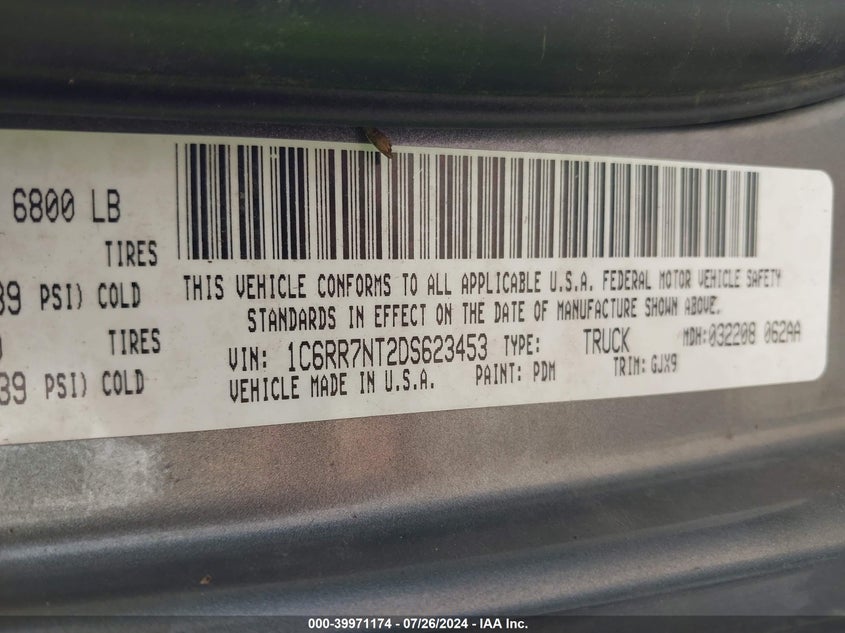 6800 LB
TIRES
39 PSI) COLD
TIRES
39 PSI) COLD
THIS VEHICLE CONFORMS TO ALL APPLICABLE U.S.A. FEDERAL MOTOR VEHICLE SAFETY
STANDARDS IN EFFECT ON THE DATE OF MANUFACTURE SHOWN ABOVE.
VIN: 1C6RR7NT2DS623453 TYPE: TRUCK MDH:032208 062AA
VEHICLE MADE IN U.S.A. PAINT: PDM TRIM: GJX9
000-39971174 / 07/26/2024 - IAA Inc.